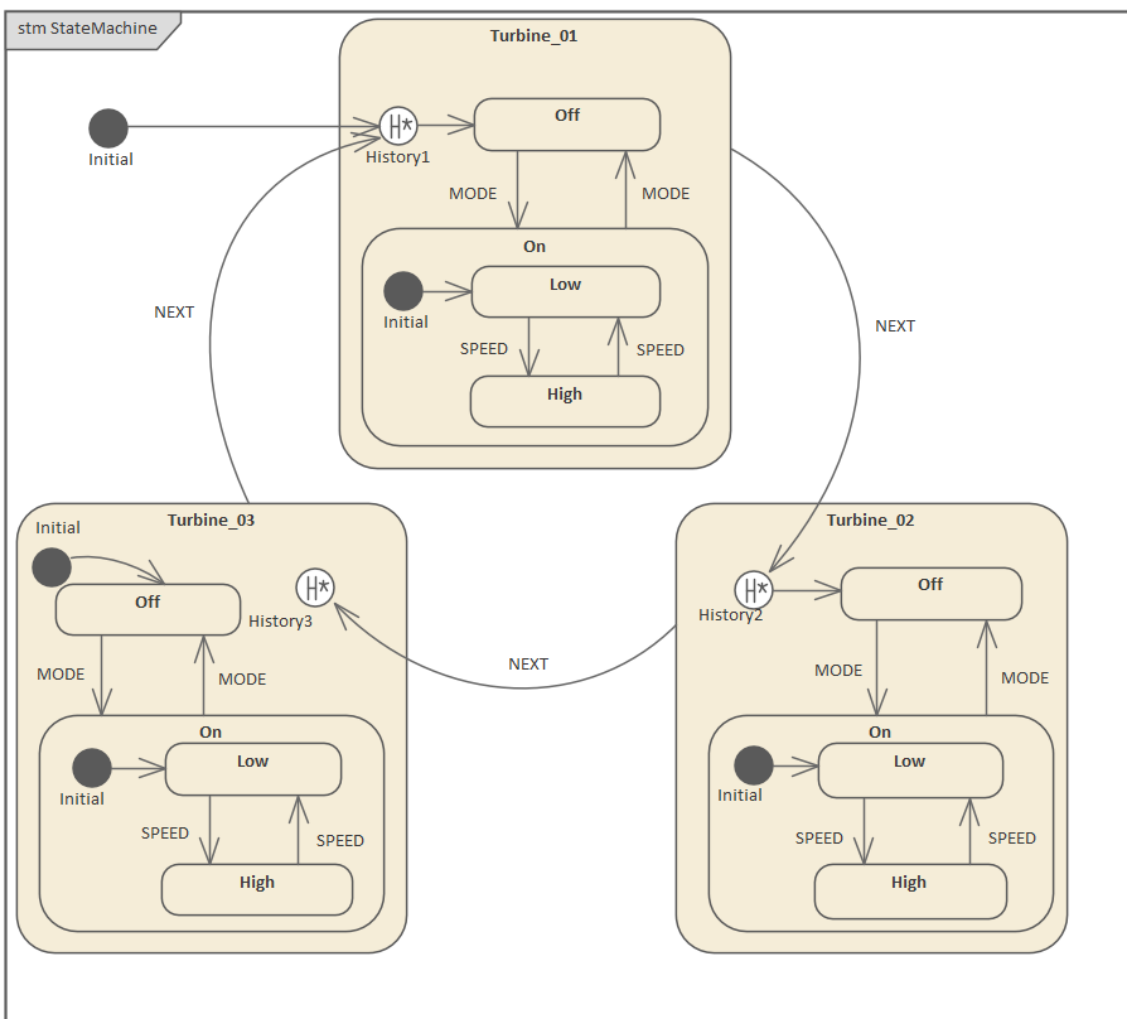 stm StateMachine
Turbine_01
Initial
H*
History1
Off
MODE
MODE
On
Initial
Low
SPEED
SPEED
High
NEXT
NEXT
Turbine_03
Initial
Off
H*
History3
MODE
MODE
On
Initial
Low
SPEED
SPEED
High
NEXT
Turbine_02
H*
History2
Off
MODE
MODE
On
Initial
Low
SPEED
SPEED
High